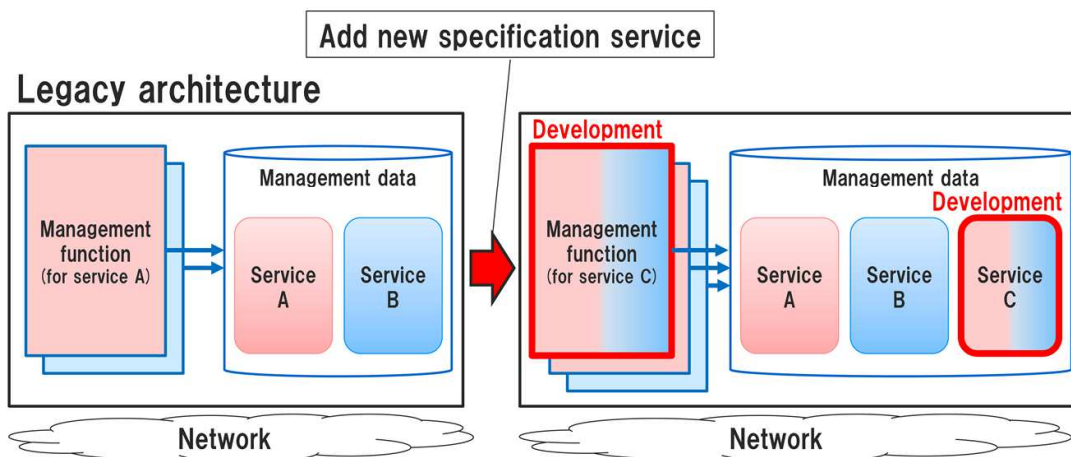 Add new specification service
Legacy architecture
Management
function
(for service A)
Management data
Service
A
Service
B
Network
Development
Management
function
(for service C)
Management data
Development
Service
A
Service
B
Service
C
Network